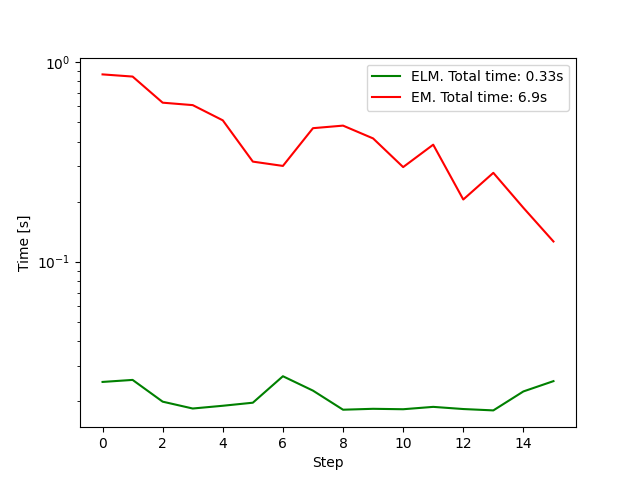 ELM. Total time: 0.33s
EM. Total time: 6.9s
10⁰
10⁻¹
Time [s]
0 2 4 6 8 10 12 14
Step